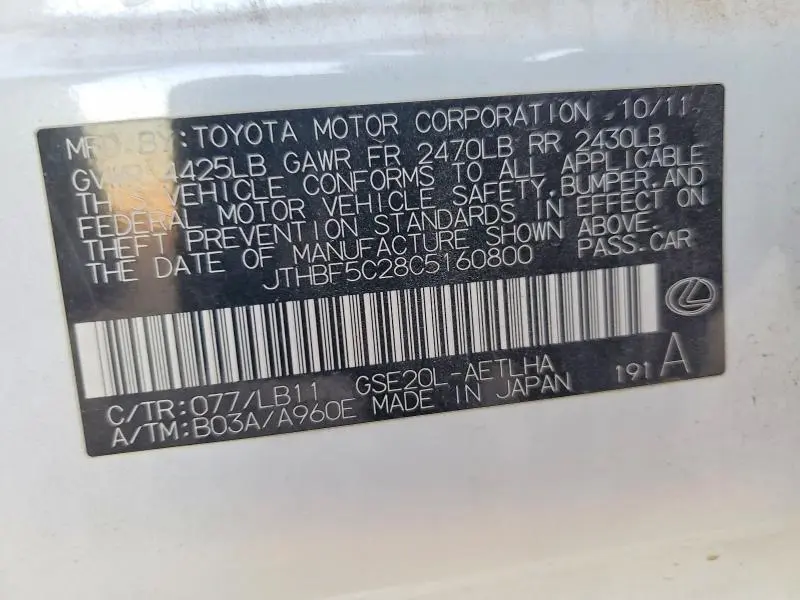 MFD. BY: TOYOTA MOTOR CORPORATION 10/11
GVWR 4425LB GAWR FR 2470LB RR 2430LB
THIS VEHICLE CONFORMS TO ALL APPLICABLE
FEDERAL MOTOR VEHICLE SAFETY, BUMPER, AND
THEFT PREVENTION STANDARDS IN EFFECT ON
THE DATE OF MANUFACTURE SHOWN ABOVE.
JTHBF5C28C5160800 PASS. CAR
C/TR: 077/LB11 GSE20L-AETLHA 191 A
A/TM: B03A/A960E MADE IN JAPAN